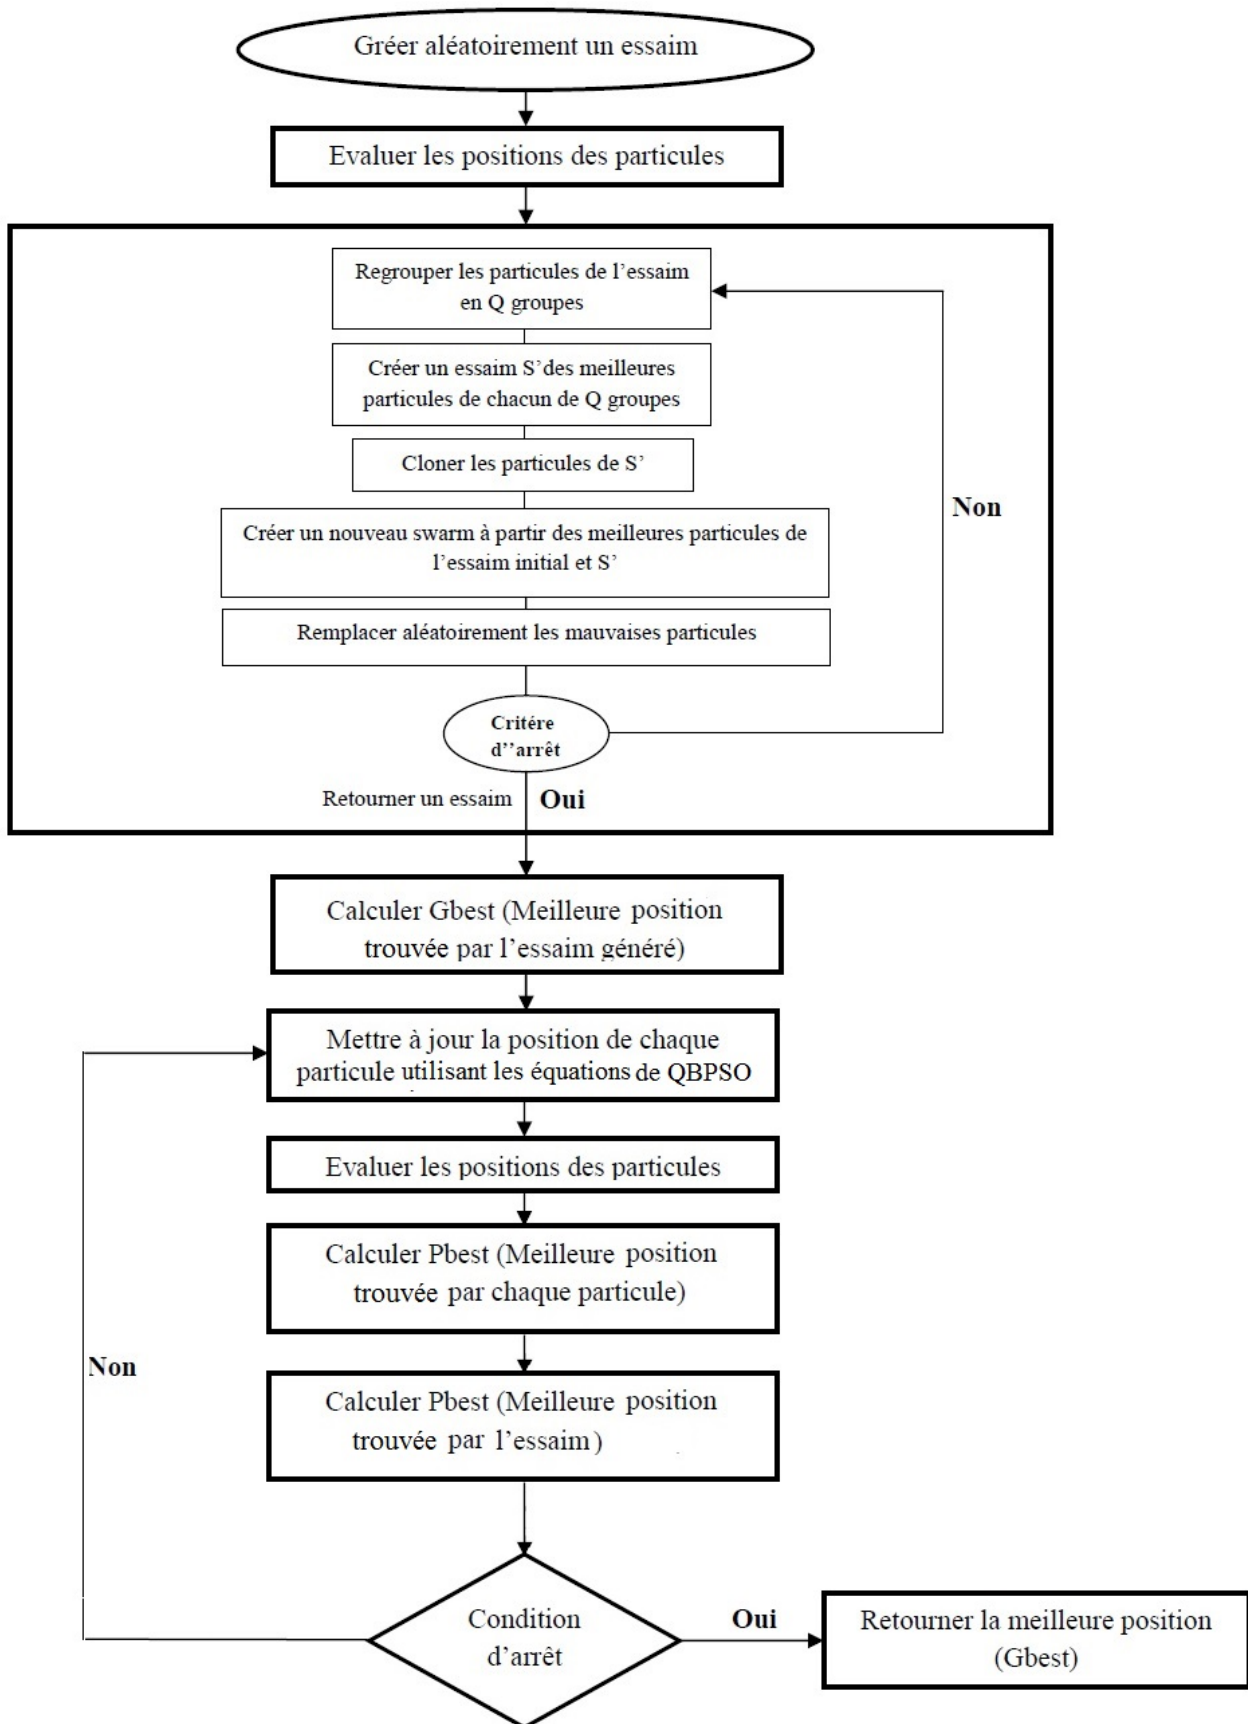 Gréer aléatoirement un essaim
Evaluer les positions des particules
Regrouper les particules de l'essaim
en Q groupes
Créer un essaim S' des meilleures
particules de chacun de Q groupes
Cloner les particules de S'
Non
Créer un nouveau swarm à partir des meilleures particules de
l'essaim initial et S'
Remplacer aléatoirement les mauvaises particules
Critére
d''arrêt
Retourner un essaim
Oui
Calculer Gbest (Meilleure position
trouvée par l'essaim généré)
Mettre à jour la position de chaque
particule utilisant les équations de QBPSO
Evaluer les positions des particules
Calculer Pbest (Meilleure position
trouvée par chaque particule)
Non
Calculer Pbest (Meilleure position
trouvée par l'essaim)
Condition
d'arrêt
Oui
Retourner la meilleure position
(Gbest)